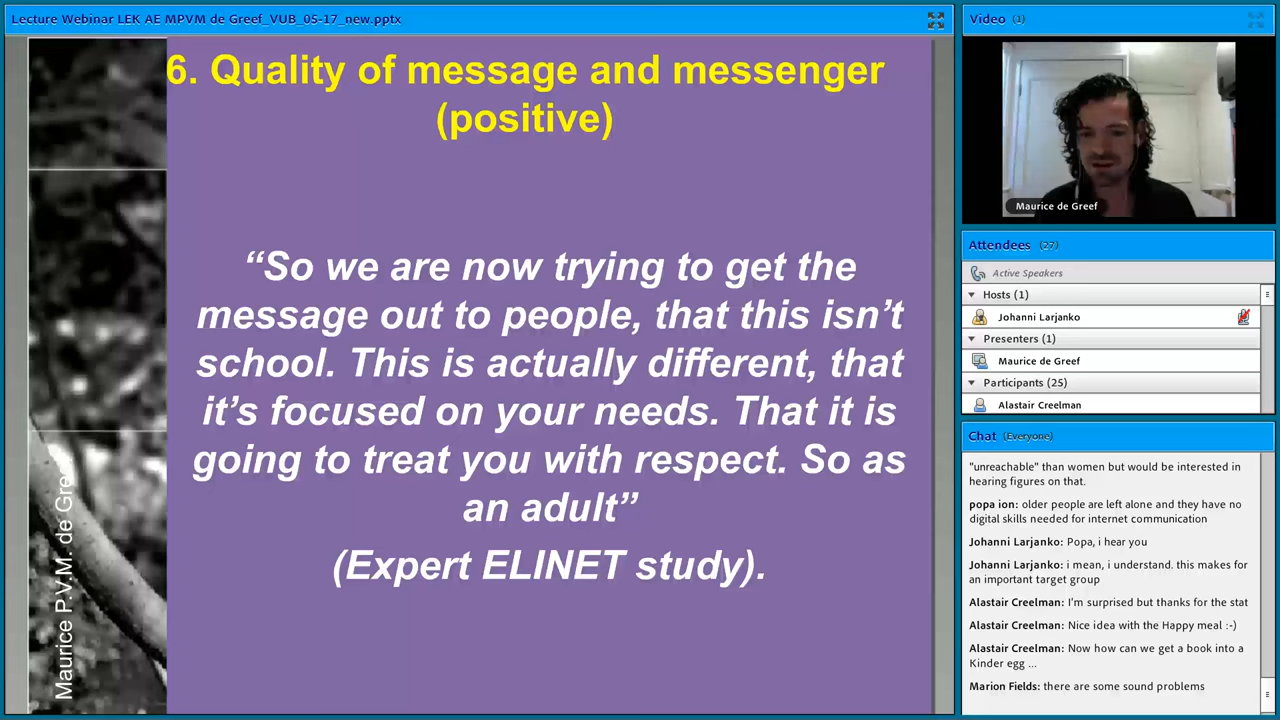 Lecture Webinar LEK AE MPVM de Greef_VUB_05-17_new.pptx
6. Quality of message and messenger
(positive)
“So we are now trying to get the
message out to people, that this isn’t
school. This is actually different, that
it’s focused on your needs. That it is
going to treat you with respect. So as
an adult”
(Expert ELINET study).
Maurice P.V.M. de Greef
Video (1)
Maurice de Greef
Attendees (27)
Active Speakers
Hosts (1)
Johanni Larjanko
Presenters (1)
Maurice de Greef
Participants (25)
Alastair Creelman
Chat (Everyone)
"unreachable" than women but would be interested in
hearing figures on that.
popa ion: older people are left alone and they have no
digital skills needed for internet communication
Johanni Larjanko: Popa, i hear you
Johanni Larjanko: i mean, i understand. this makes for
an important target group
Alastair Creelman: I'm surprised but thanks for the stat
Alastair Creelman: Nice idea with the Happy meal :-)
Alastair Creelman: Now how can we get a book into a
Kinder egg ...
Marion Fields: there are some sound problems